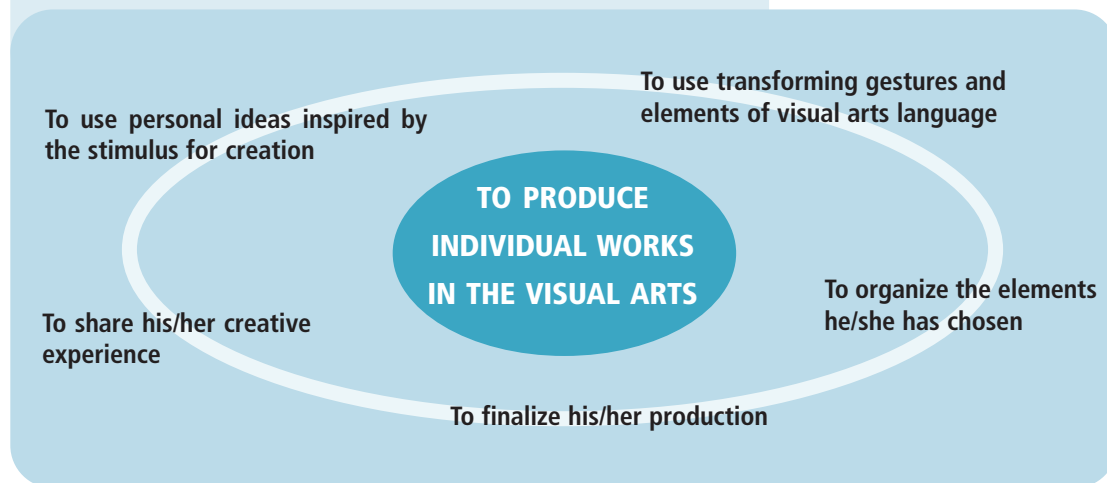 To use personal ideas inspired by
the stimulus for creation
To use transforming gestures and
elements of visual arts language
TO PRODUCE
INDIVIDUAL WORKS
IN THE VISUAL ARTS
To organize the elements
he/she has chosen
To share his/her creative
experience
To finalize his/her production